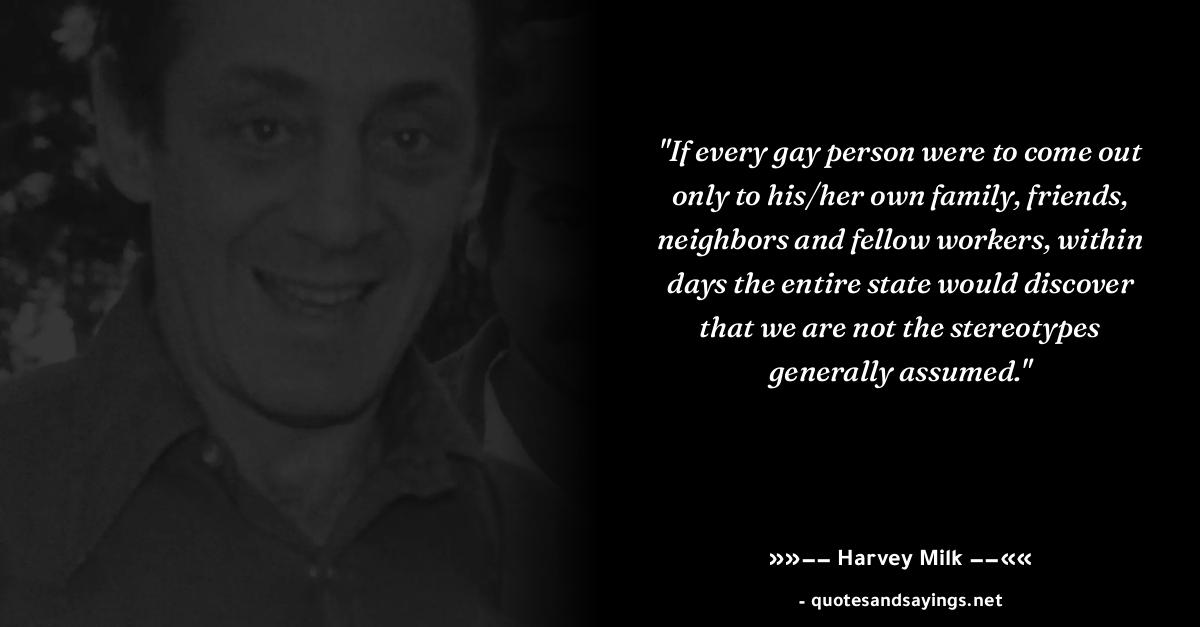 "If every gay person were to come out
only to his/her own family, friends,
neighbors and fellow workers, within
days the entire state would discover
that we are not the stereotypes
generally assumed."
»»–– Harvey Milk ––««
- quotesandsayings.net